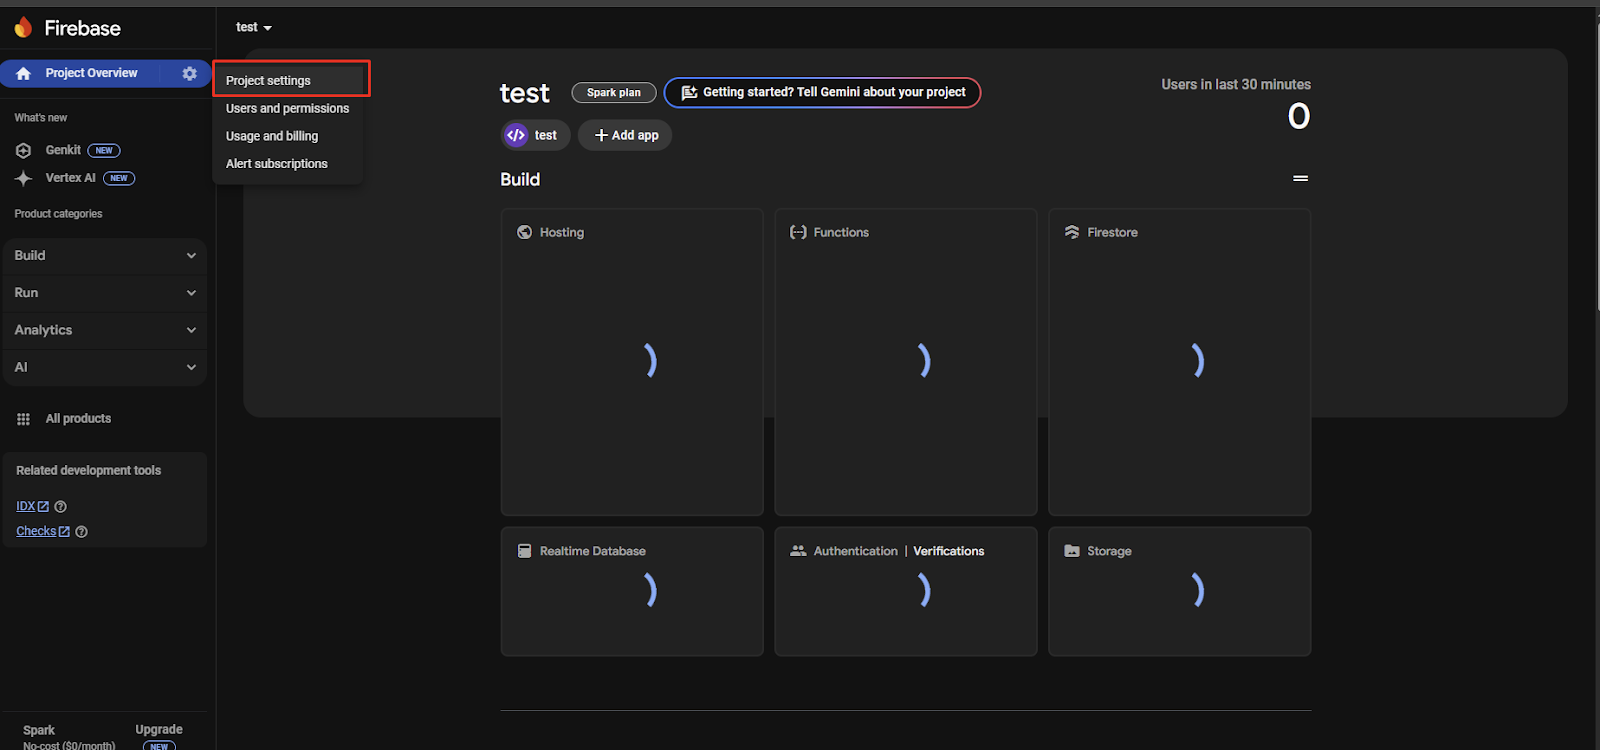 Firebase
test
Project Overview
Project settings
Users and permissions
Usage and billing
Alert subscriptions
What's new
Genkit NEW
Vertex AI NEW
Product categories
Build
Run
Analytics
AI
All products
Related development tools
IDX
Checks
Spark
No-cost ($0/month)
Upgrade
NEW
test Spark plan Getting started? Tell Gemini about your project
test Add app
Users in last 30 minutes
0
Build
Hosting
Functions
Firestore
Realtime Database
Authentication | Verifications
Storage